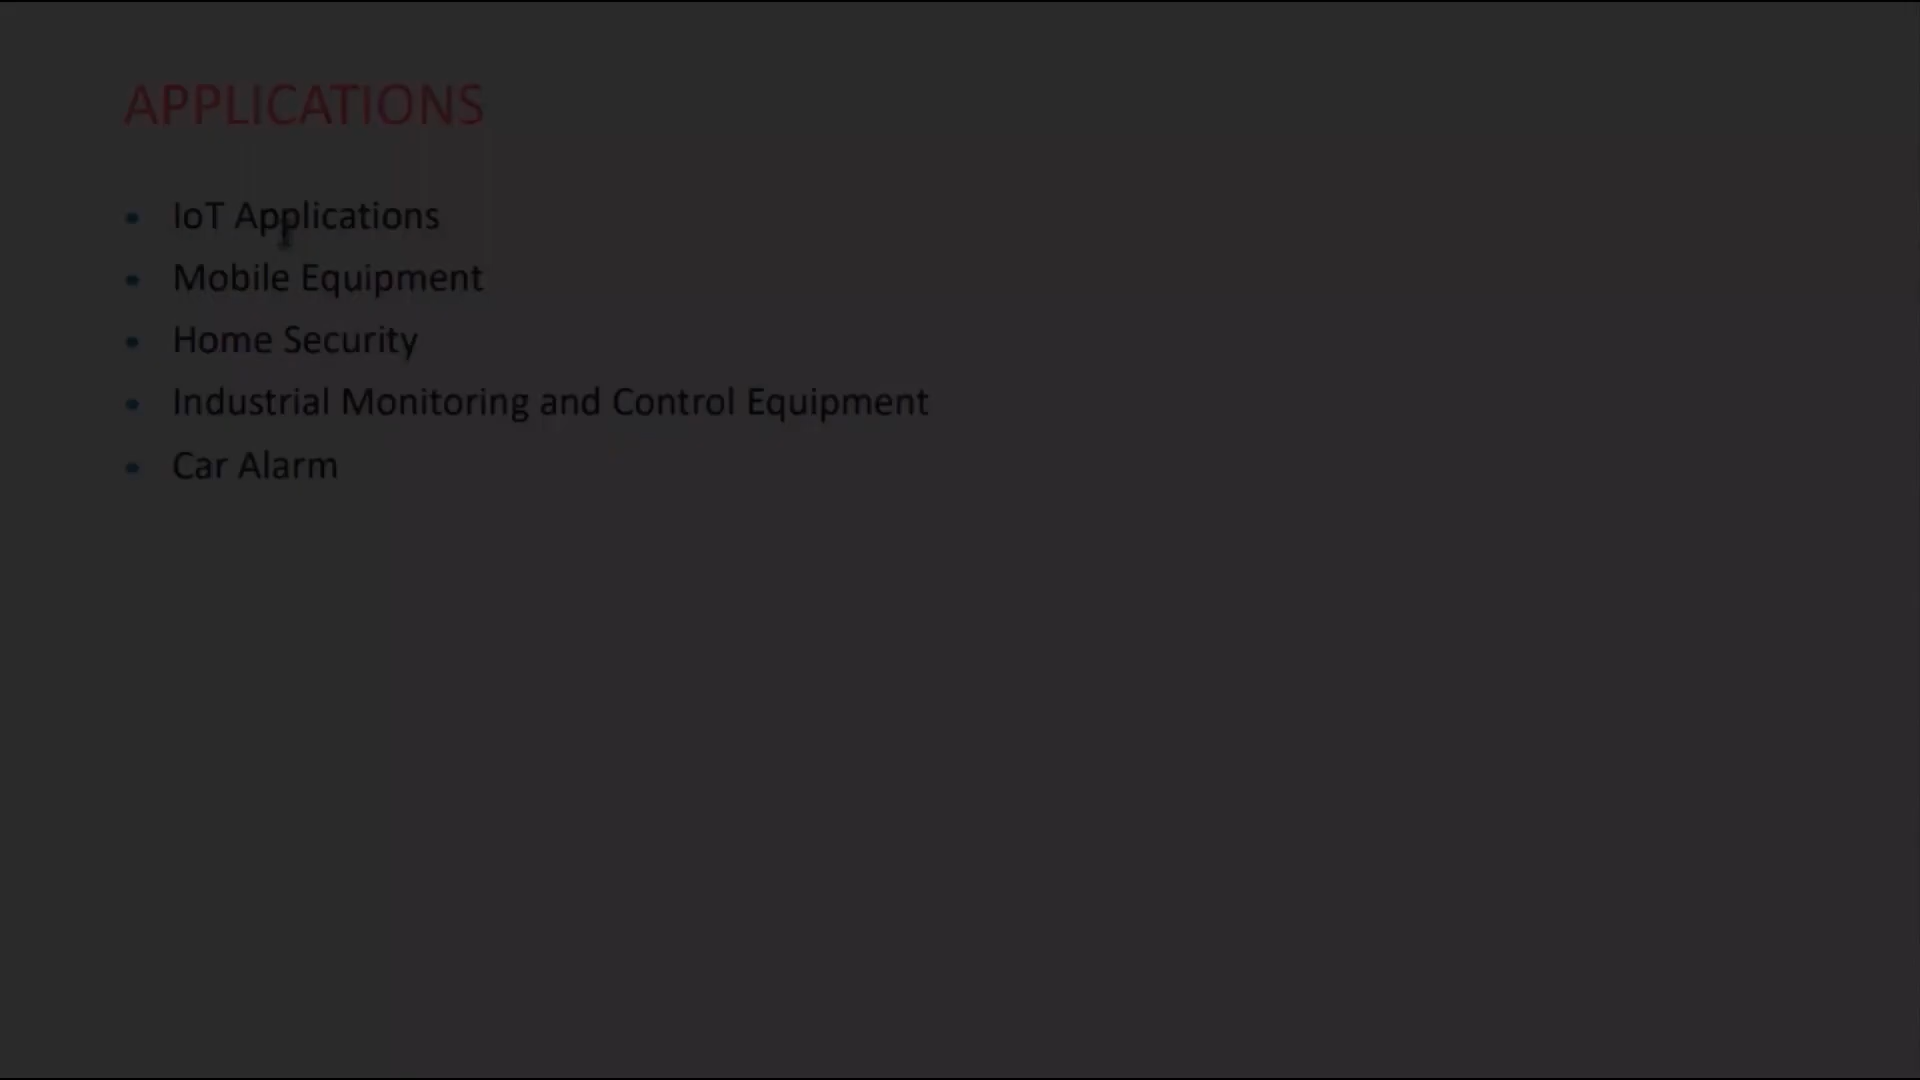 APPLICATIONS
• IoT Applications
• Mobile Equipment
• Home Security
• Industrial Monitoring and Control Equipment
• Car Alarm